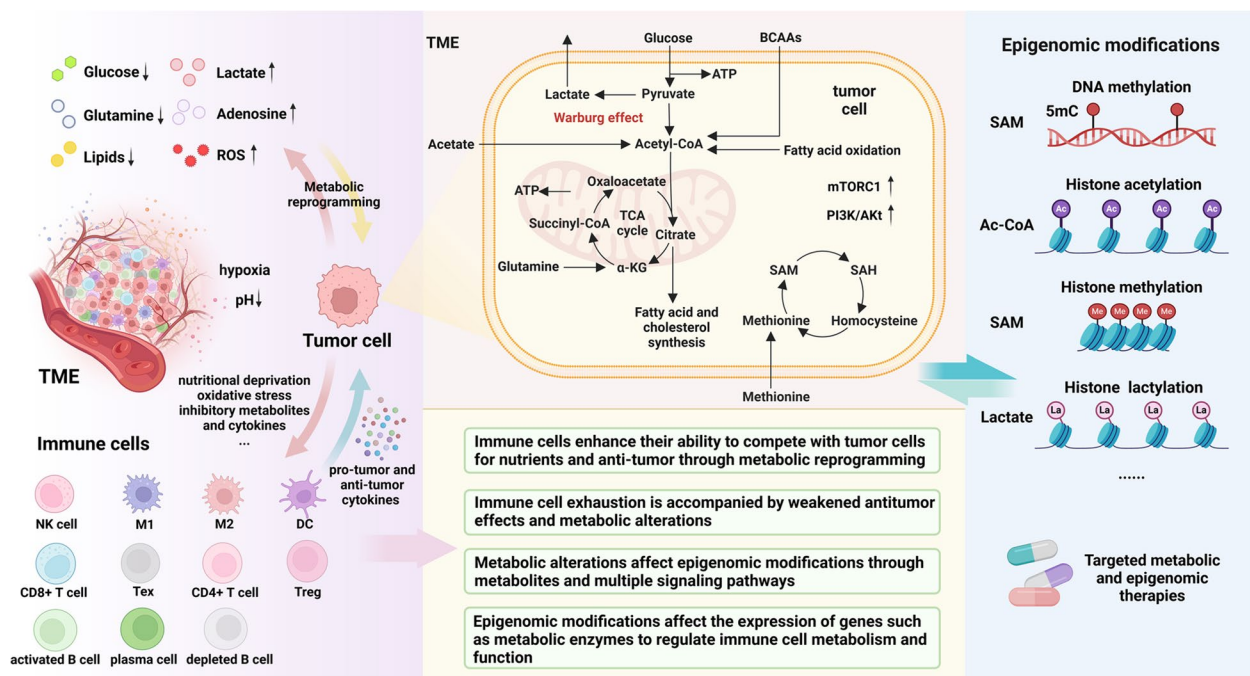 Glucose↓
Lactate↑
Glutamine↓
Adenosine↑
Lipids↓
ROS↑
Metabolic
reprogramming
hypoxia
pH↓
Tumor cell
TME
nutritional deprivation
oxidative stress
inhibitory metabolites
and cytokines
...
pro-tumor and
anti-tumor
cytokines
Immune cells
NK cell
M1
M2
DC
CD8+ T cell
Tex
CD4+ T cell
Treg
activated B cell
plasma cell
depleted B cell
TME
Glucose
BCAAs
ATP
Lactate
Pyruvate
Warburg effect
tumor
cell
Acetate
Acetyl-CoA
Fatty acid oxidation
Oxaloacetate
ATP
mTORC1↑
Succinyl-CoA
TCA
cycle
PI3K/AKt↑
Citrate
Glutamine
α-KG
SAM
SAH
Fatty acid and
cholesterol
synthesis
Methionine
Homocysteine
Methionine
Immune cells enhance their ability to compete with tumor cells
for nutrients and anti-tumor through metabolic reprogramming
Immune cell exhaustion is accompanied by weakened antitumor
effects and metabolic alterations
Metabolic alterations affect epigenomic modifications through
metabolites and multiple signaling pathways
Epigenomic modifications affect the expression of genes such
as metabolic enzymes to regulate immune cell metabolism and
function
Epigenomic modifications
DNA methylation
5mC
SAM
Histone acetylation
Ac Ac Ac Ac
Ac-CoA
Histone methylation
Me Me Me Me
SAM
Histone lactylation
La La La La
Lactate
......
Targeted metabolic
and epigenomic
therapies